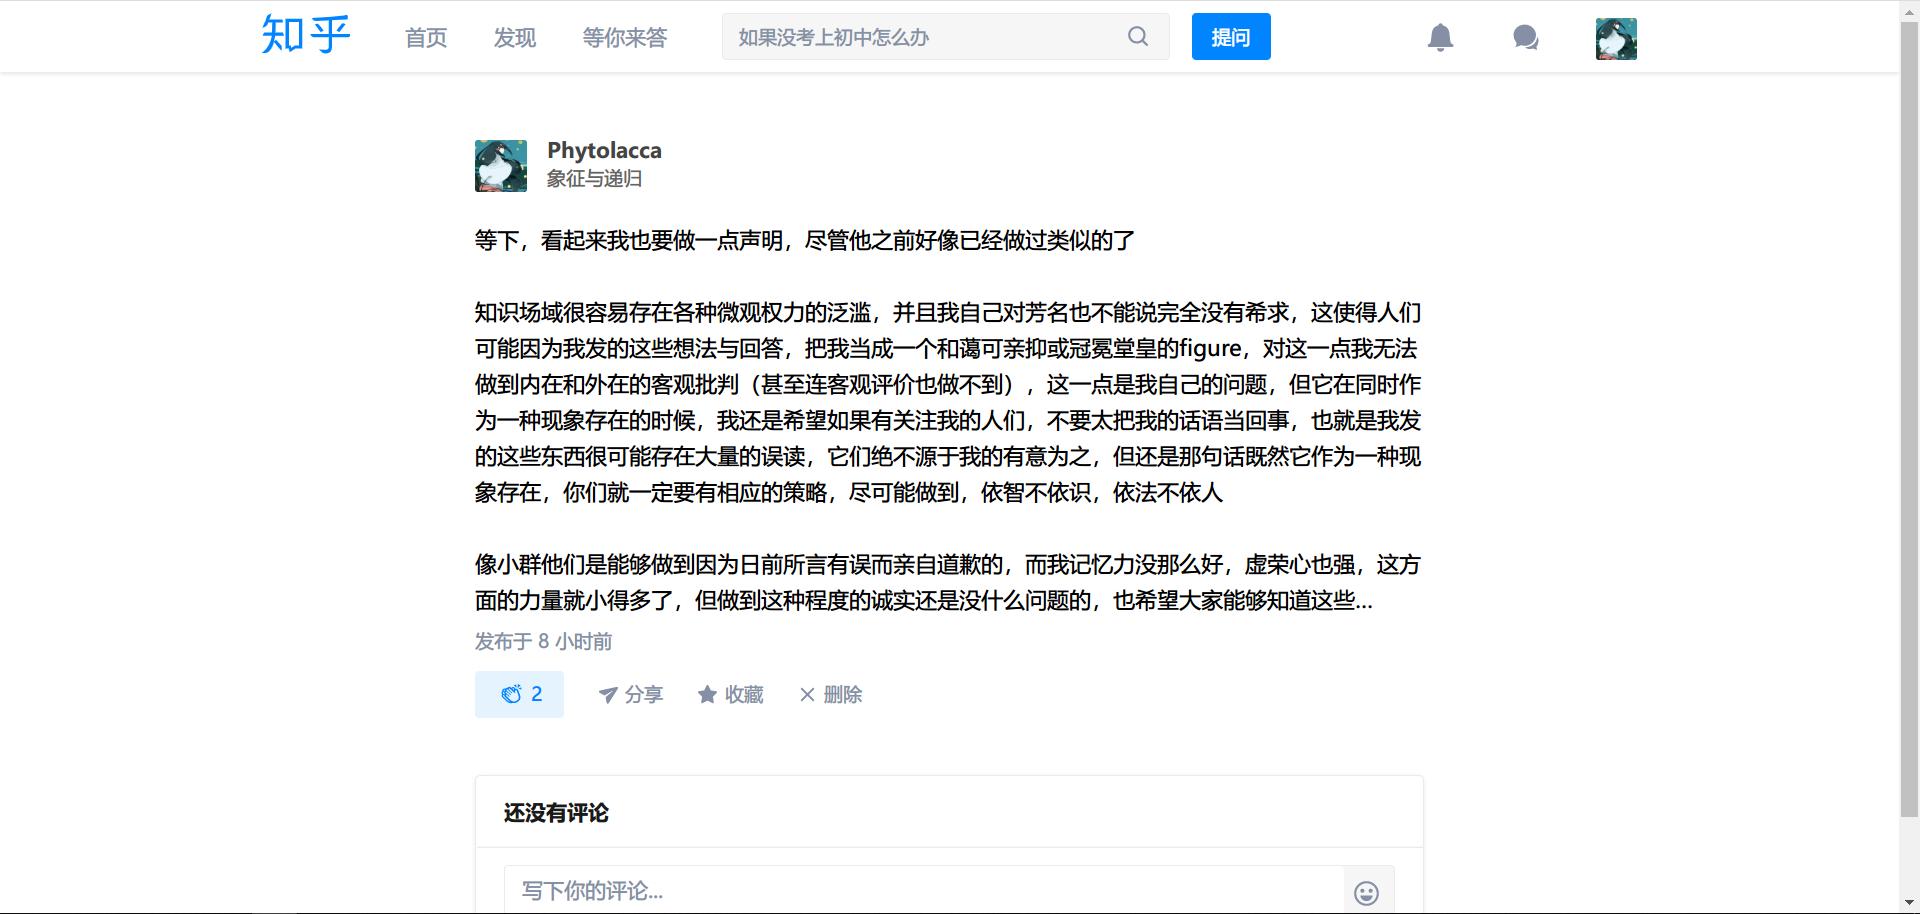 知乎 首页 发现 等你来答 如果没考上初中怎么办 提问
Phytolacca
象征与递归
等下，看起来我也要做一点声明，尽管他之前好像已经做过类似的了
知识场域很容易存在各种微观权力的泛滥，并且我自己对芳名也不能说完全没有希求，这使得人们
可能因为我发的这些想法与回答，把我当成一个和蔼可亲抑或冠冕堂皇的figure，对这一点我无法
做到内在和外在的客观批判（甚至连客观评价也做不到），这一点是我自己的问题，但它在同时作
为一种现象存在的时候，我还是希望如果有关注我的人们，不要太把我的话语当回事，也就是我发
的这些东西很可能存在大量的误读，它们绝不源于我的有意为之，但还是那句话既然它作为一种现
象存在，你们就一定要有相应的策略，尽可能做到，依智不依识，依法不依人
像小群他们是能够做到因为日前所言有误而亲自道歉的，而我记忆力没那么好，虚荣心也强，这方
面的力量就小得多了，但做到这种程度的诚实还是没什么问题的，也希望大家能够知道这些...
发布于 8 小时前
2 分享 收藏 删除
还没有评论
写下你的评论...